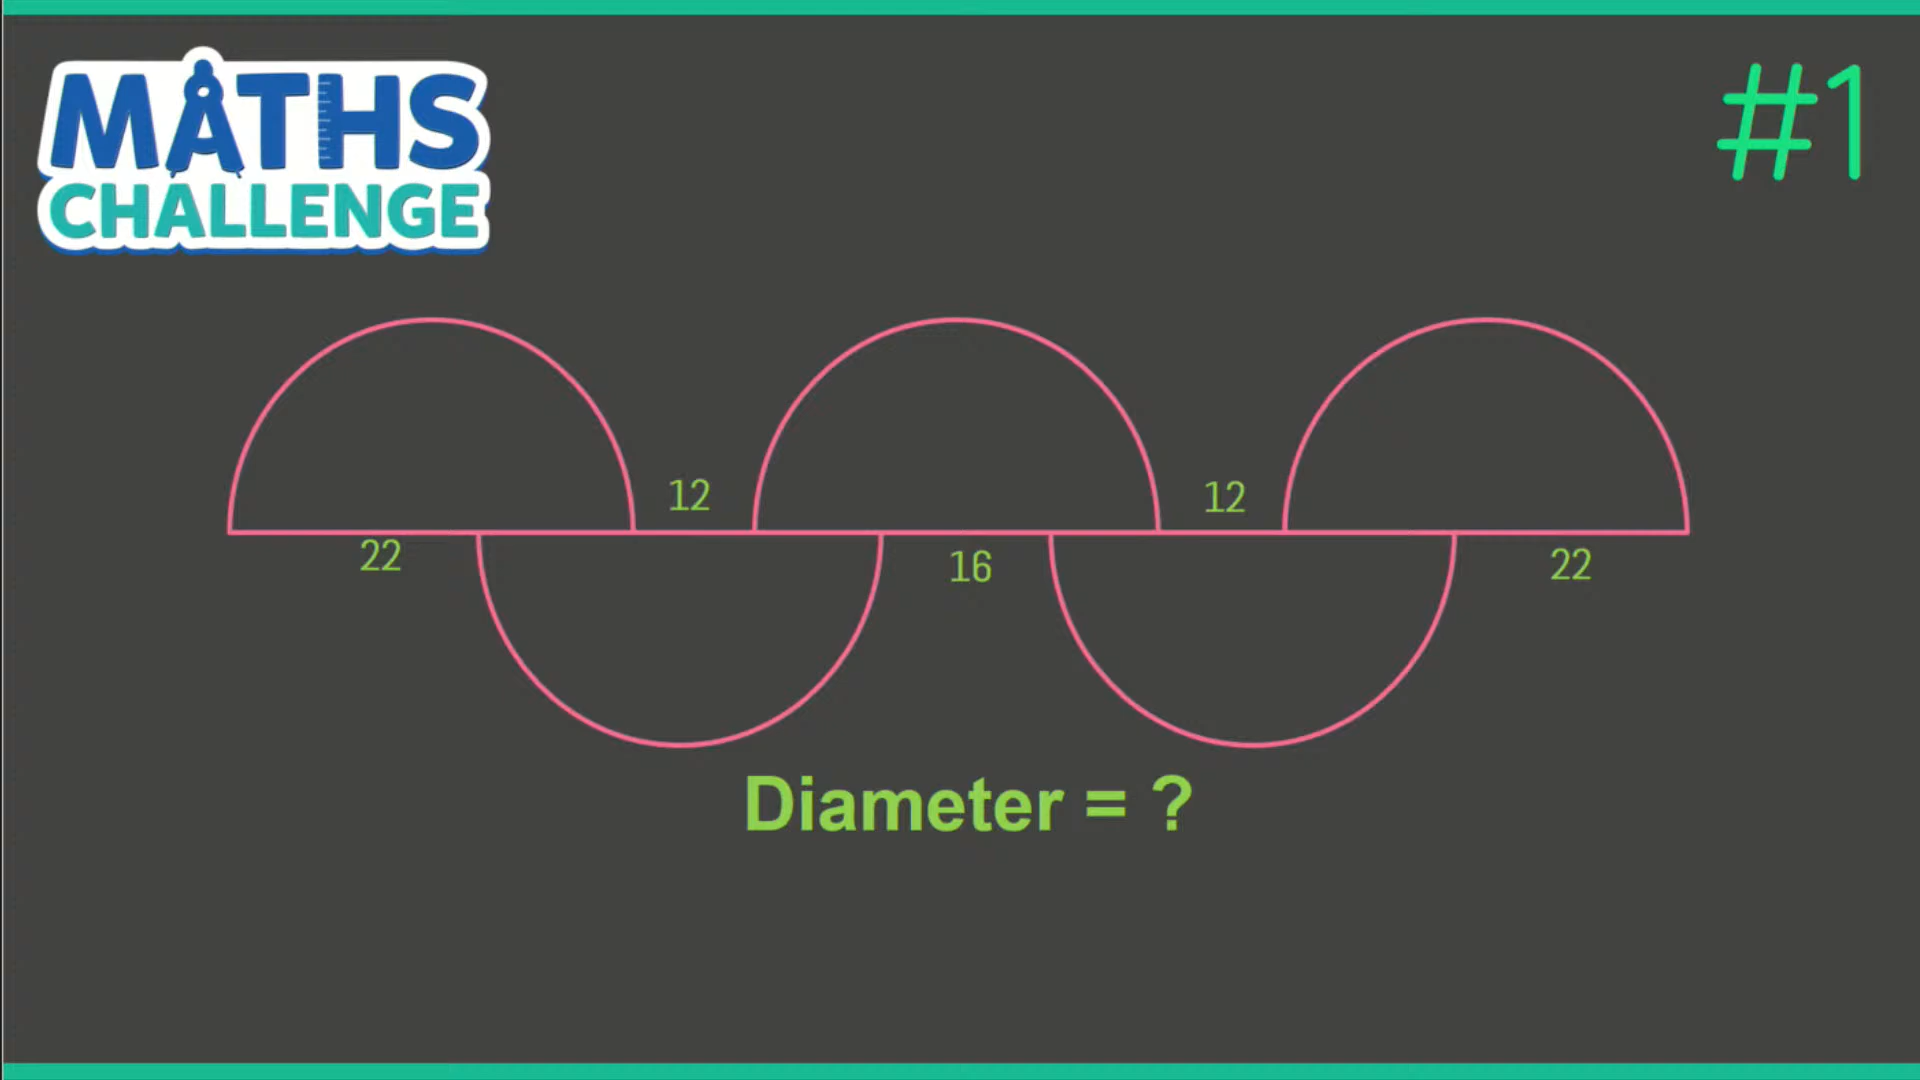 MATHS
CHALLENGE
#1
12
12
22
16
22
Diameter = ?